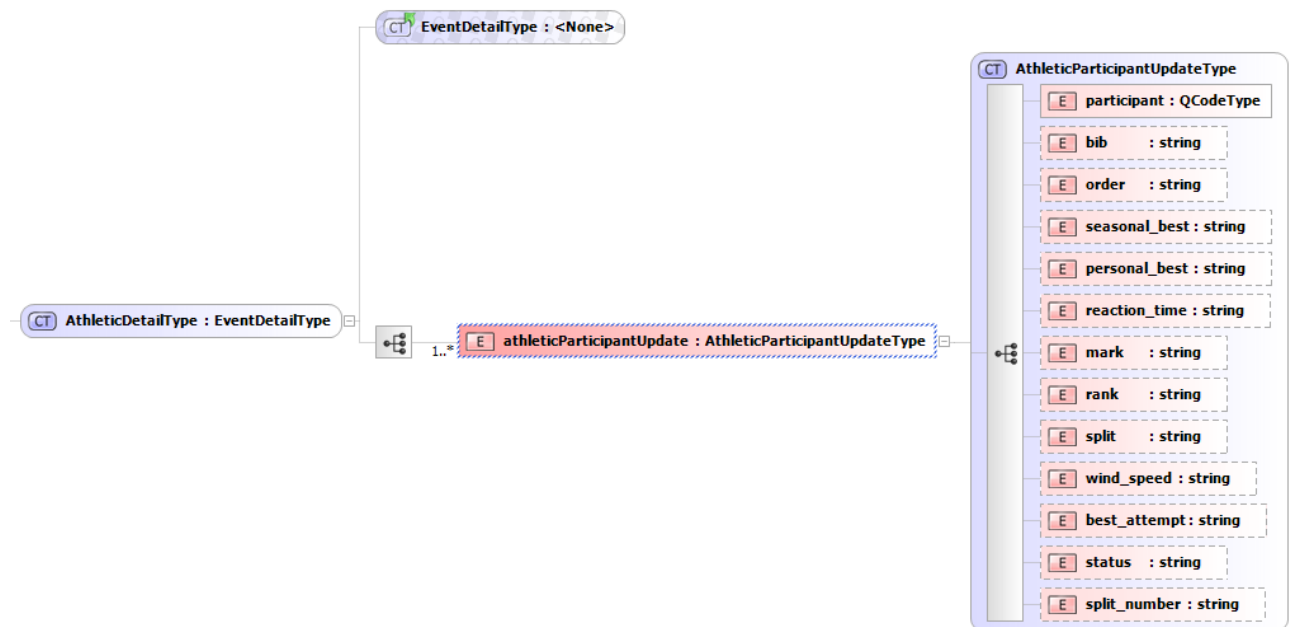 CT EventDetailType : <None>
CT AthleticParticipantUpdateType
E participant : QCodeType
E bib : string
E order : string
E seasonal_best : string
E personal_best : string
E reaction_time : string
CT AthleticDetailType : EventDetailType
1..* E athleticParticipantUpdate : AthleticParticipantUpdateType
E mark : string
E rank : string
E split : string
E wind_speed : string
E best_attempt : string
E status : string
E split_number : string